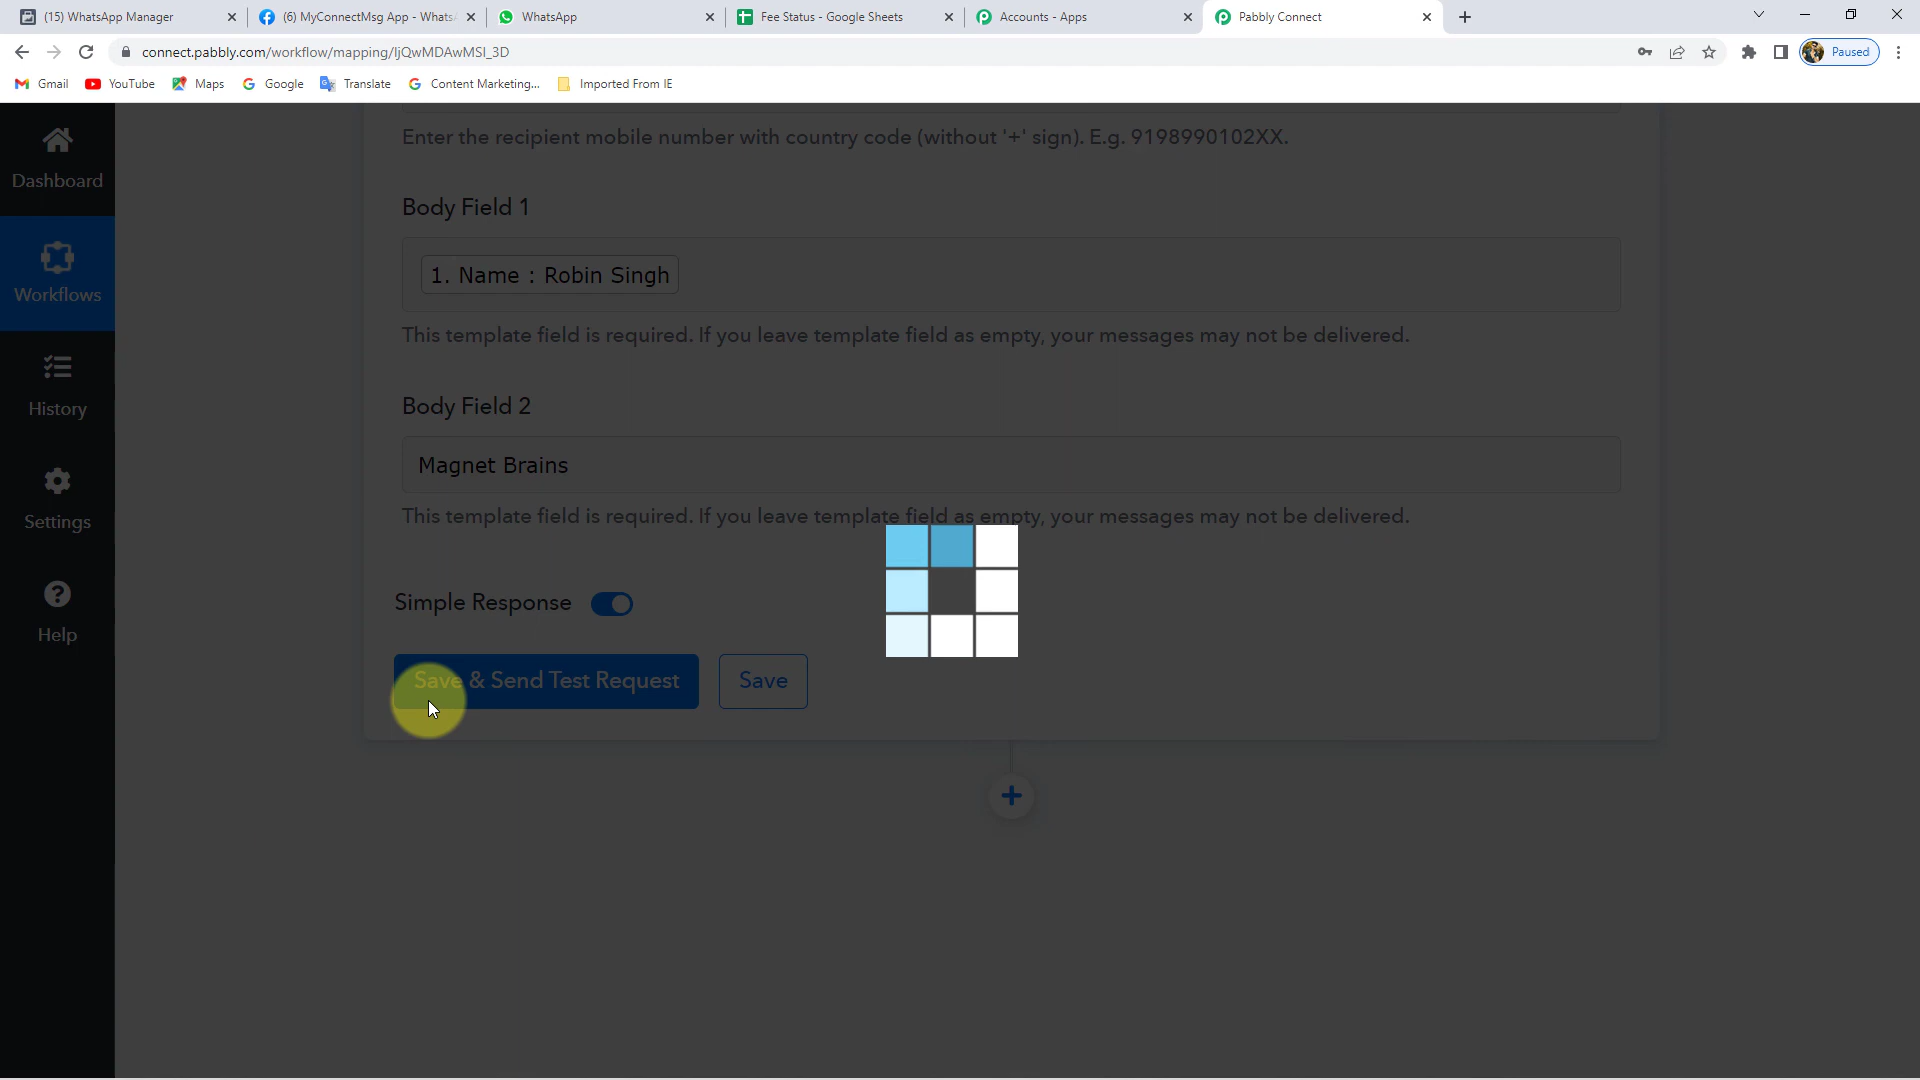 (15) WhatsApp Manager
(6) MyConnectMsg App - Whats
WhatsApp
Fee Status - Google Sheets
Accounts - Apps
Pabbly Connect
connect.pabbly.com/workflow/mapping/IjQwMDAwMSI_3D
Paused
Gmail
YouTube
Maps
Google
Translate
Content Marketing...
Imported From IE
Dashboard
Workflows
History
Settings
Help
Enter the recipient mobile number with country code (without '+' sign). E.g. 9198990102XX.
Body Field 1
1. Name : Robin Singh
This template field is required. If you leave template field as empty, your messages may not be delivered.
Body Field 2
Magnet Brains
This template field is required. If you leave template field as empty, your messages may not be delivered.
Simple Response
Save & Send Test Request
Save